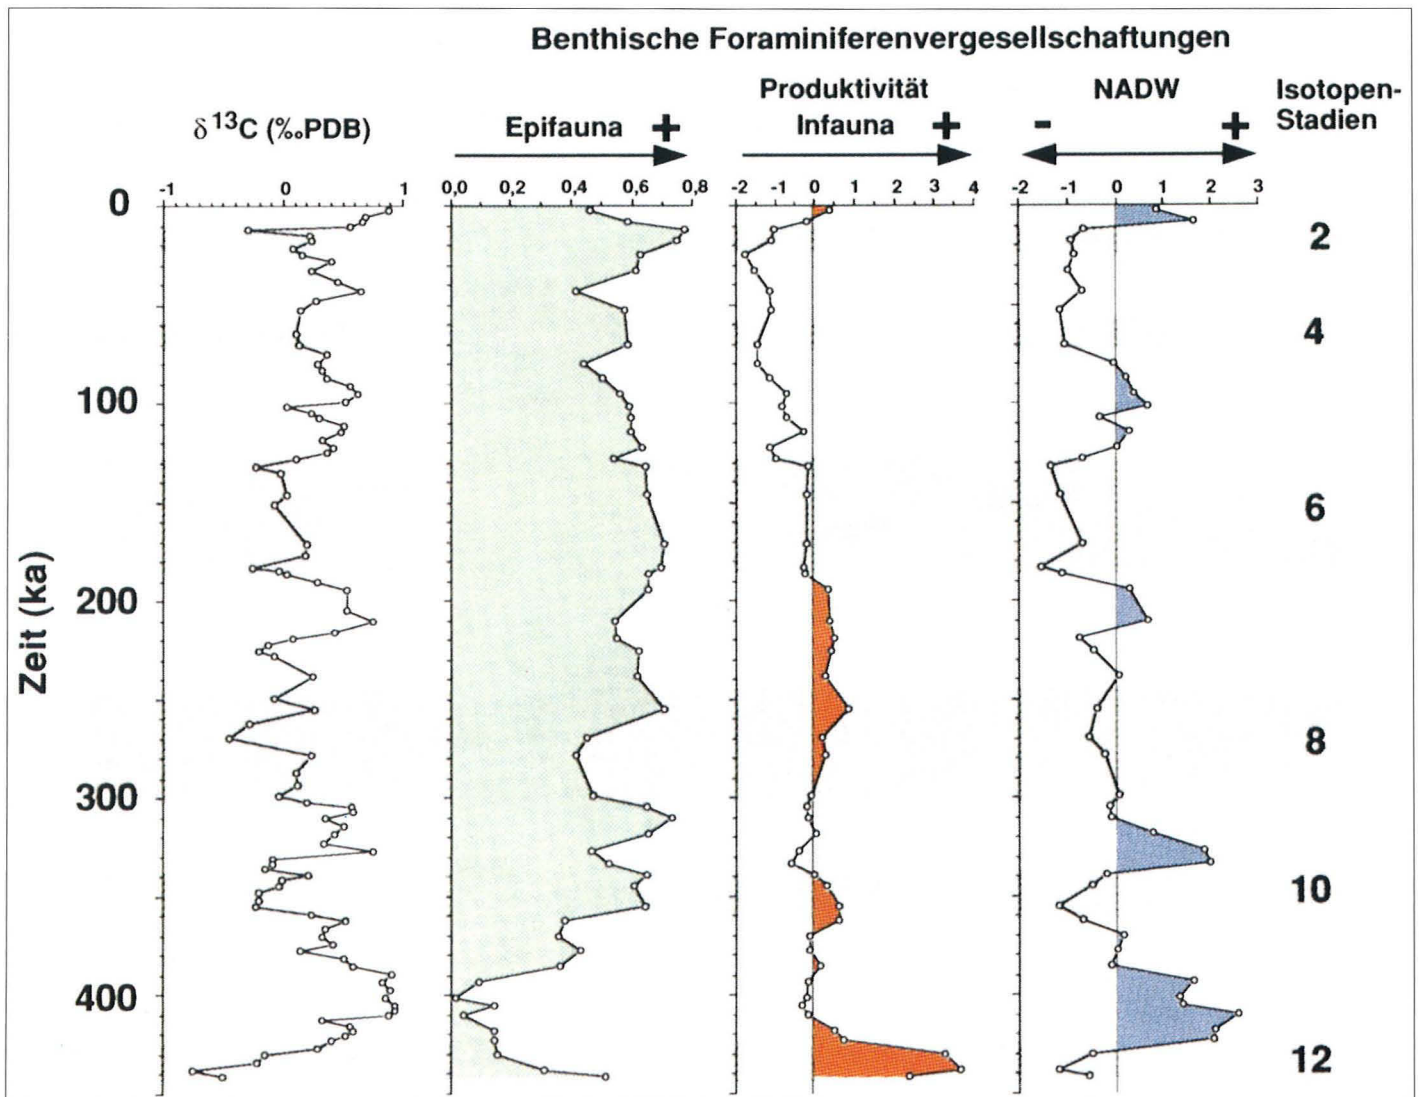 Benthische Foraminiferenvergesellschaftungen
Produktivität
NADW
Isotopen-
Stadien
δ ¹³C (‰PDB)
Epifauna +
Infauna +
- +
-1 0 1
0,0 0,2 0,4 0,6 0,8
-2 -1 0 1 2 3 4
-2 -1 0 1 2 3
0
100
200
300
400
Zeit (ka)
2
4
6
8
10
12